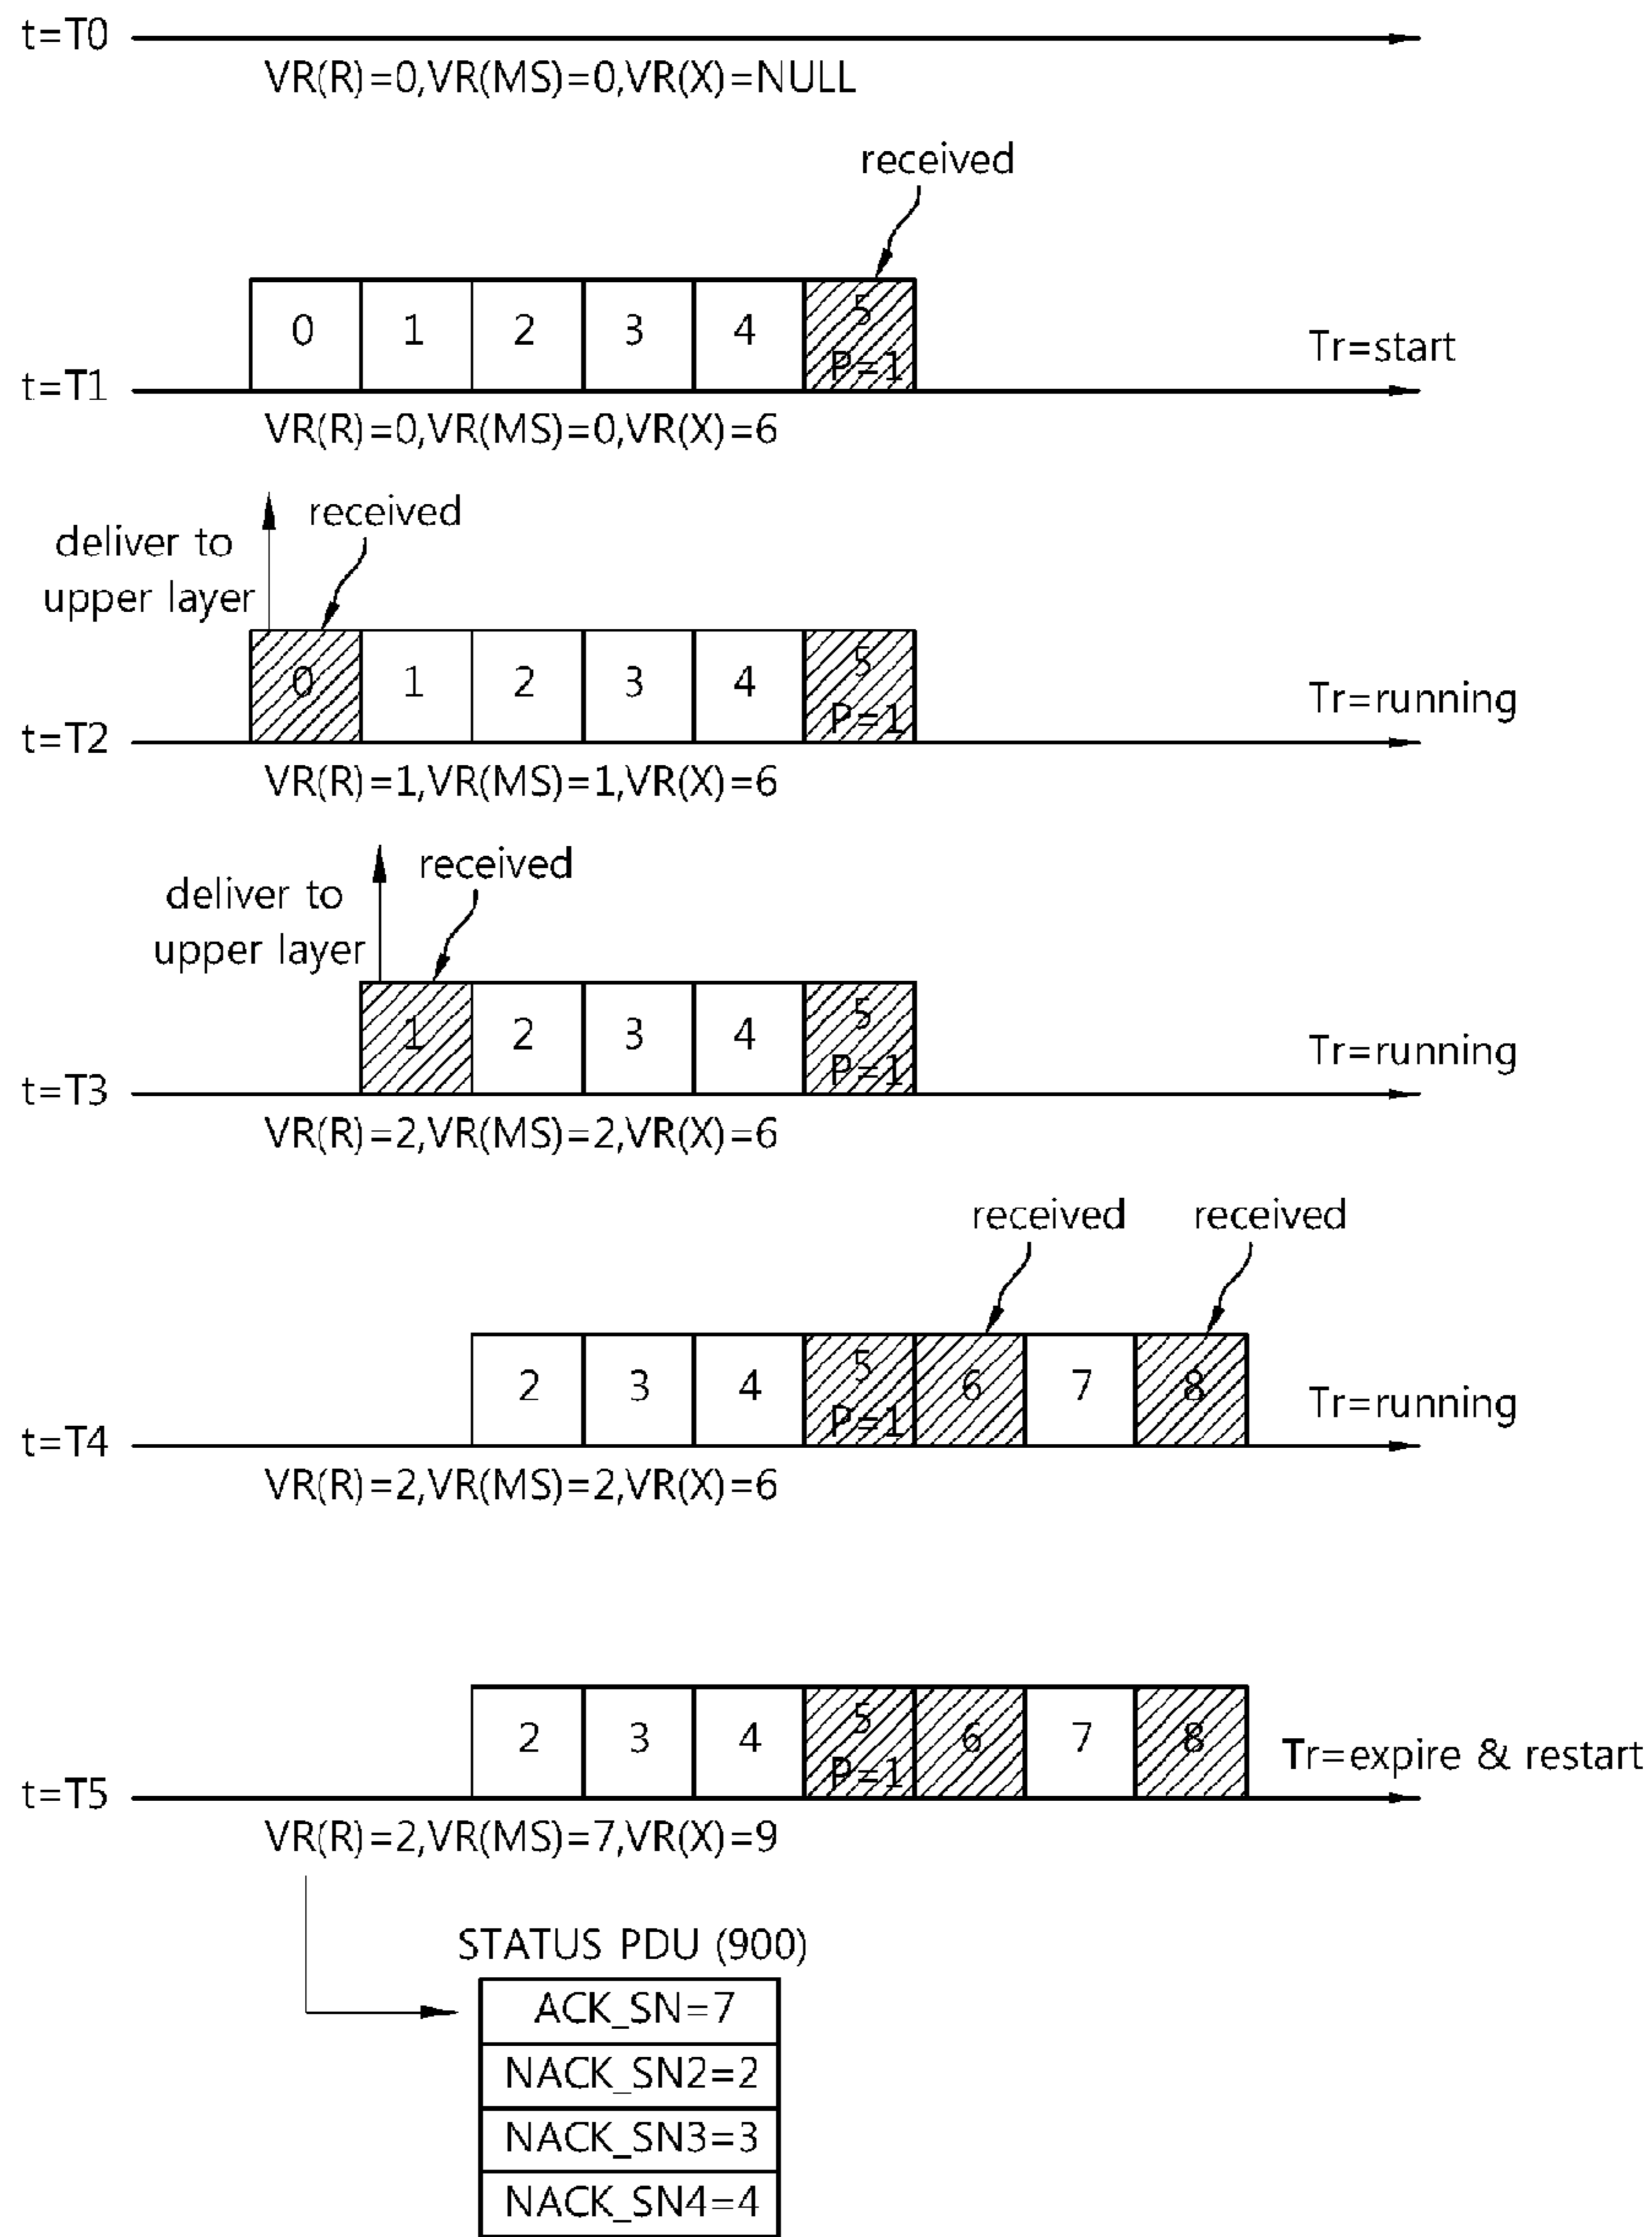 t=T0
VR(R)=0,VR(MS)=0,VR(X)=NULL
received
0 1 2 3 4 5
P=1
Tr=start
t=T1
VR(R)=0,VR(MS)=0,VR(X)=6
received
deliver to
upper layer
0 1 2 3 4 5
P=1
Tr=running
t=T2
VR(R)=1,VR(MS)=1,VR(X)=6
received
deliver to
upper layer
1 2 3 4 5
P=1
Tr=running
t=T3
VR(R)=2,VR(MS)=2,VR(X)=6
received received
2 3 4 5 6 7 8
P=1
Tr=running
t=T4
VR(R)=2,VR(MS)=2,VR(X)=6
2 3 4 5 6 7 8
P=1
Tr=expire & restart
t=T5
VR(R)=2,VR(MS)=7,VR(X)=9
STATUS PDU (900)
ACK_SN=7
NACK_SN2=2
NACK_SN3=3
NACK_SN4=4